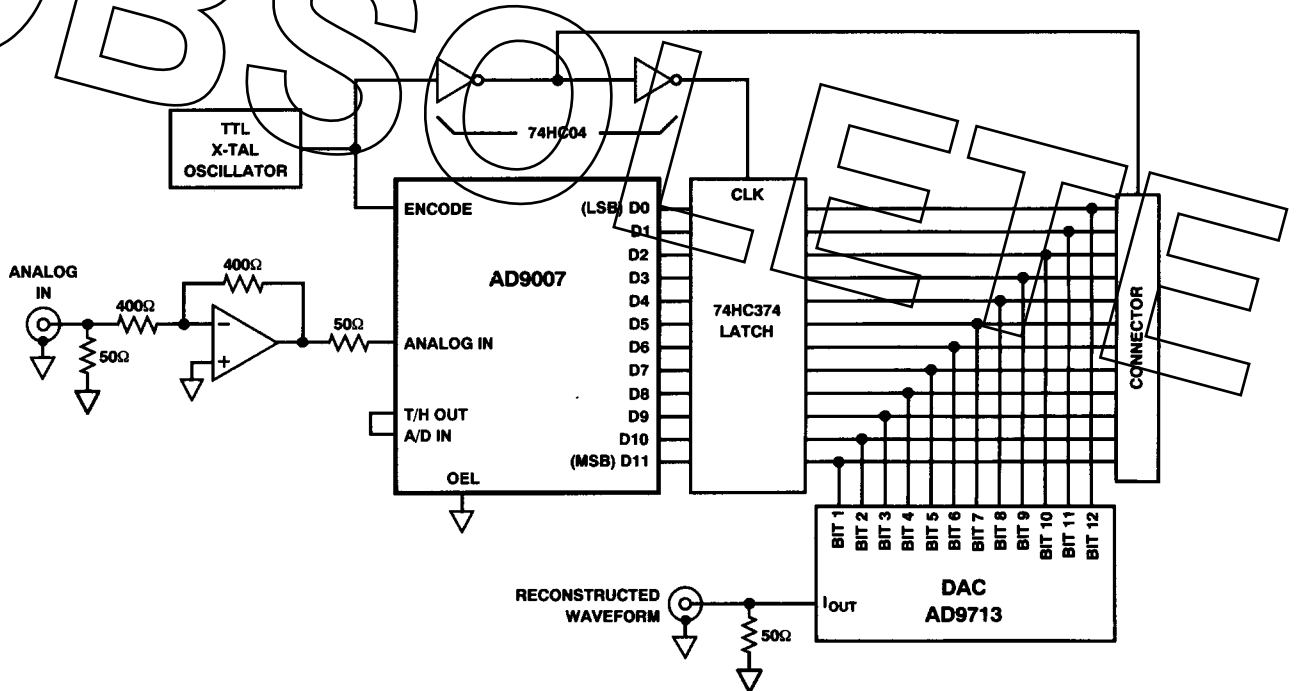 OBSOLETE
TTL
X-TAL
OSCILLATOR
74HC04
ENCODE
(LSB) D0
D1
D2
D3
D4
D5
D6
D7
D8
D9
D10
(MSB) D11
AD9007
ANALOG IN
T/H OUT
A/D IN
OEL
ANALOG
IN
50Ω
400Ω
400Ω
50Ω
−
+
CLK
74HC374
LATCH
CONNECTOR
BIT 1
BIT 2
BIT 3
BIT 4
BIT 5
BIT 6
BIT 7
BIT 8
BIT 9
BIT 10
BIT 11
BIT 12
DAC
AD9713
IOUT
RECONSTRUCTED
WAVEFORM
50Ω